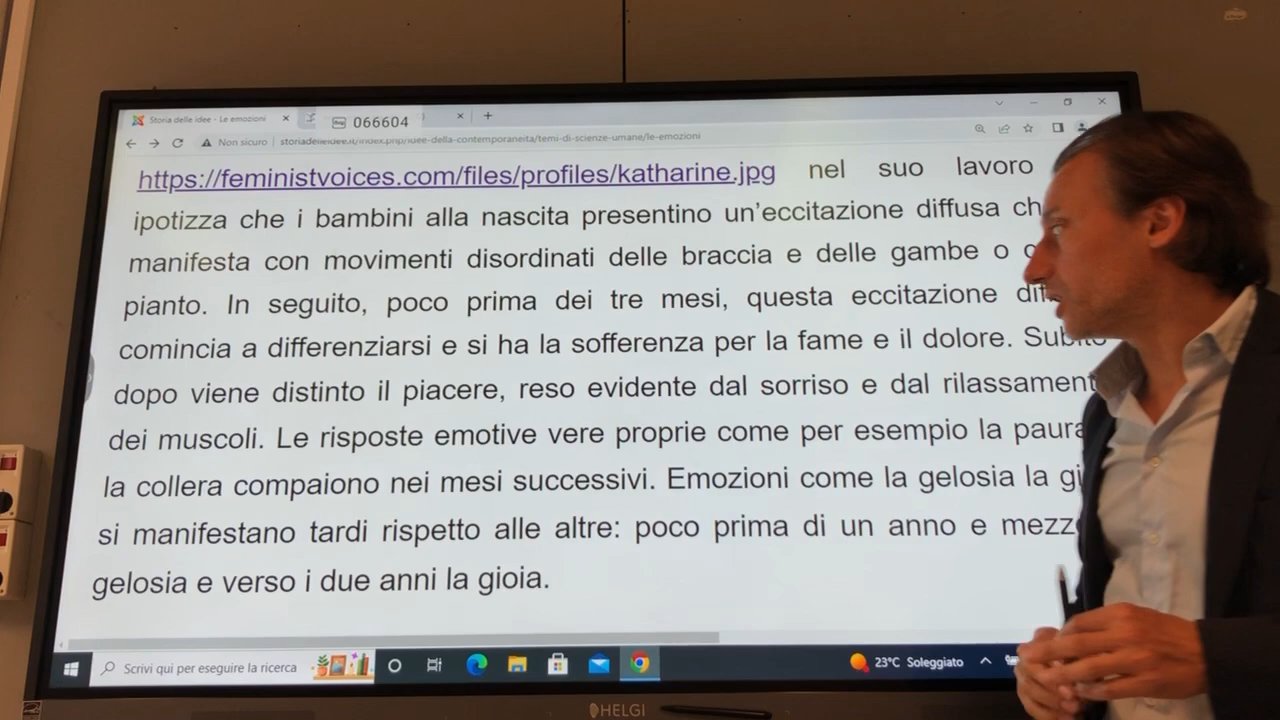 Storia delle idee - Le emozioni
066604
Non sicuro
storiadelleidee.it/index.php/idee-della-contemporaneita/temi-di-scienze-umane/le-emozioni
https://feministvoices.com/files/profiles/katharine.jpg nel suo lavoro
ipotizza che i bambini alla nascita presentino un'eccitazione diffusa
manifesta con movimenti disordinati delle braccia e delle gambe o
pianto. In seguito, poco prima dei tre mesi, questa eccitazione
comincia a differenziarsi e si ha la sofferenza per la fame e il dolore. Subito
dopo viene distinto il piacere, reso evidente dal sorriso e dal rilassament
dei muscoli. Le risposte emotive vere proprie come per esempio la paura
la collera compaiono nei mesi successivi. Emozioni come la gelosia la
si manifestano tardi rispetto alle altre: poco prima di un anno e mezz
gelosia e verso i due anni la gioia.
Scrivi qui per eseguire la ricerca
23°C Soleggiato
HELGI